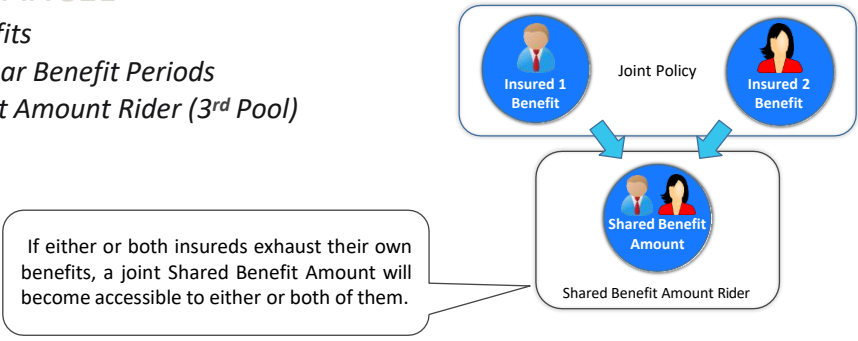 fits
ar Benefit Periods
t Amount Rider (3rd Pool)
Insured 1
Benefit
Joint Policy
Insured 2
Benefit
Shared Benefit
Amount
Shared Benefit Amount Rider
If either or both insureds exhaust their own
benefits, a joint Shared Benefit Amount will
become accessible to either or both of them.